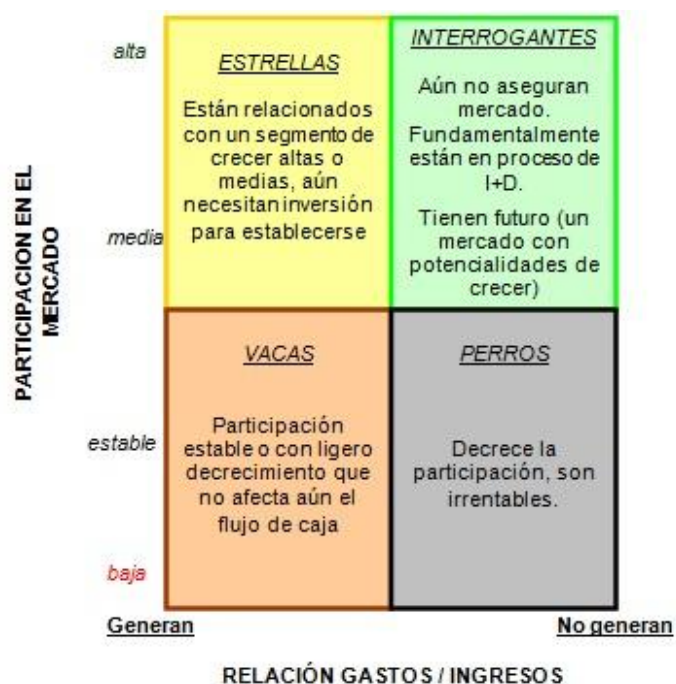 PARTICIPACION EN EL
MERCADO
alta
media
estable
baja
ESTRELLAS
Están relacionados
con un segmento de
crecer altas o
medias, aún
necesitan inversión
para establecerse
INTERROGANTES
Aún no aseguran
mercado.
Fundamentalmente
están en proceso de
I+D.
Tienen futuro (un
mercado con
potencialidades de
crecer)
VACAS
Participación
estable o con ligero
decrecimiento que
no afecta aún el
flujo de caja
PERROS
Decrece la
participación, son
irrentables.
Generan
No generan
RELACIÓN GASTOS / INGRESOS